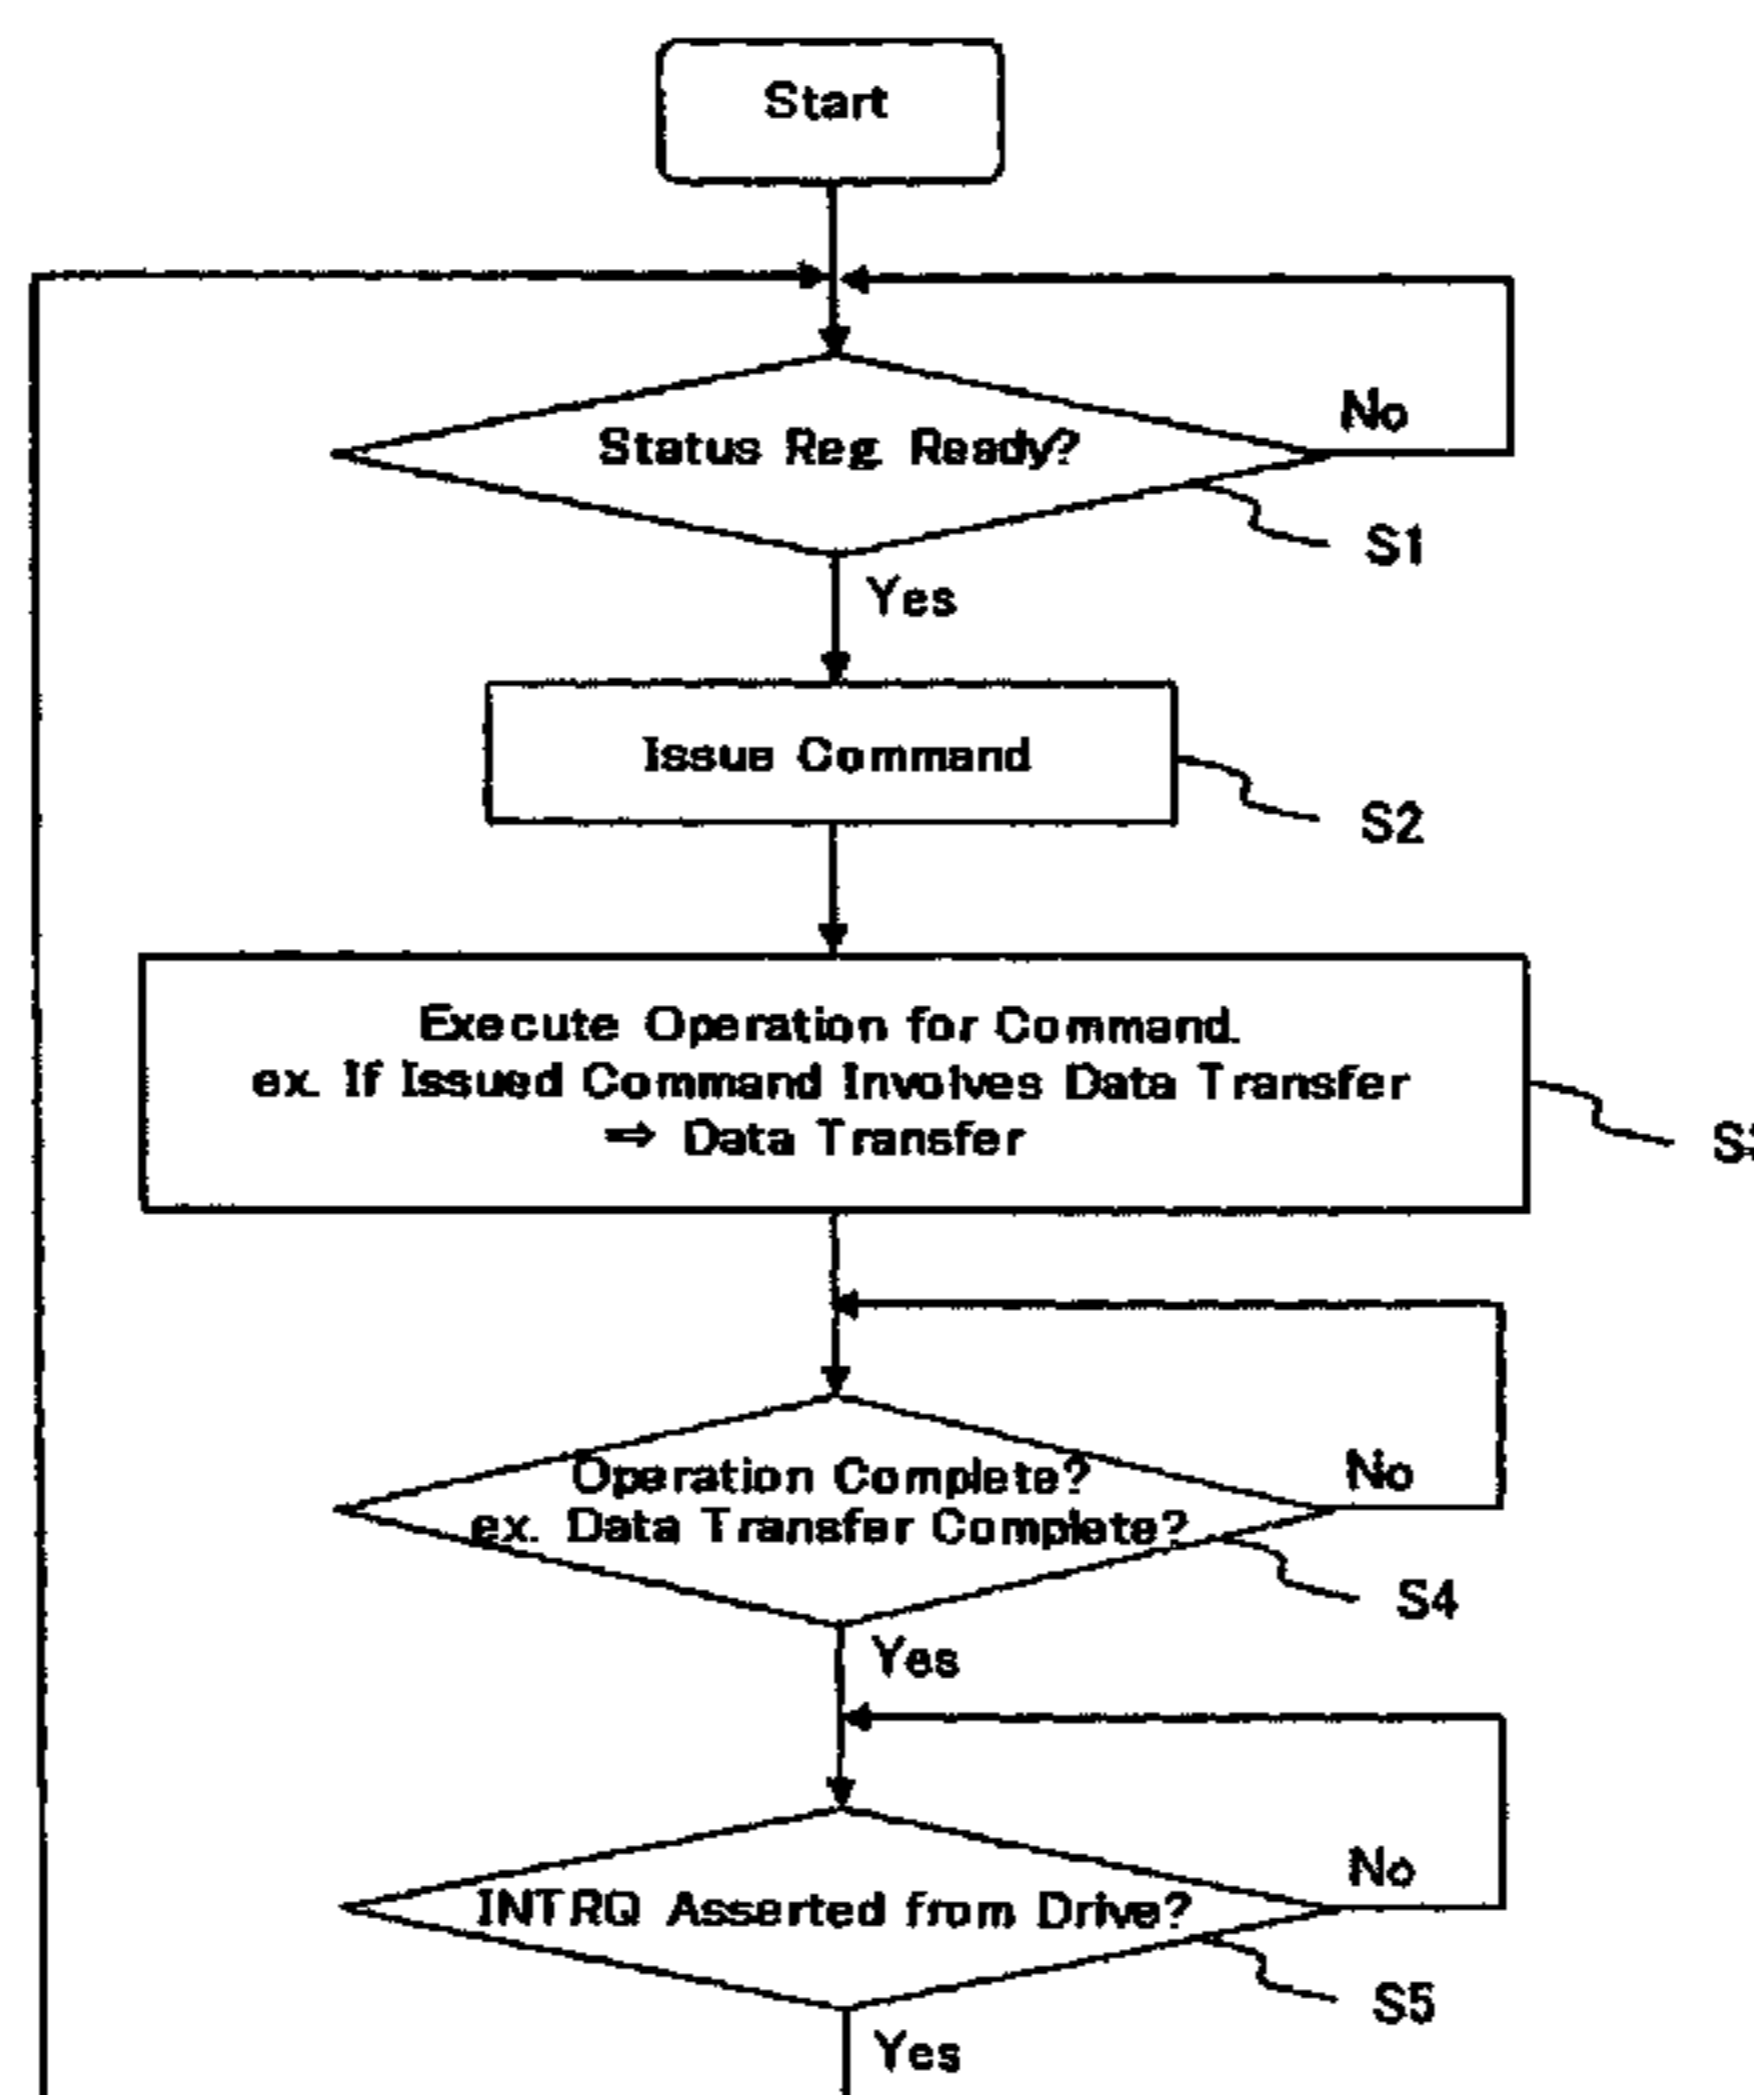 Start
No
Status Reg. Ready?
S1
Yes
Issue Command
S2
Execute Operation for Command.
ex. If Issued Command Involves Data Transfer
⇒ Data Transfer
No
Operation Complete?
ex. Data Transfer Complete?
S4
Yes
No
INTRQ Asserted from Drive?
S5
Yes